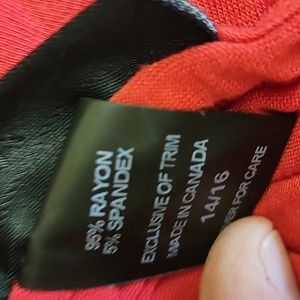 95% RAYON
5% SPANDEX
EXCLUSIVE OF TRIM
MADE IN CANADA
14/16
FOR CARE